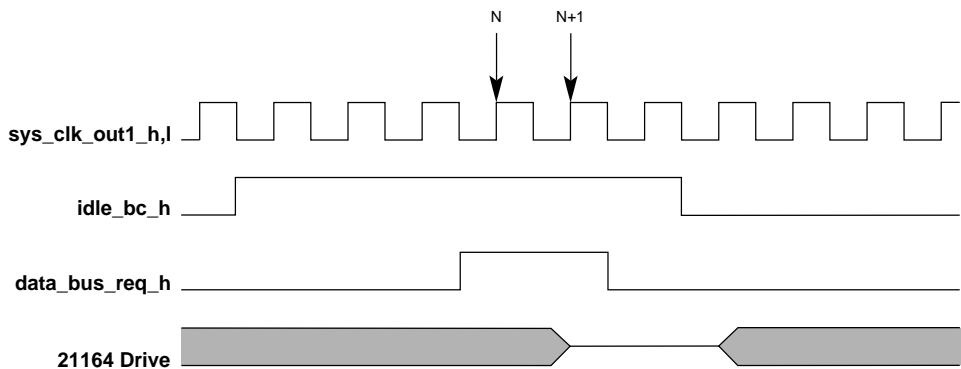 N N+1
sys_clk_out1_h,l
idle_bc_h
data_bus_req_h
21164 Drive